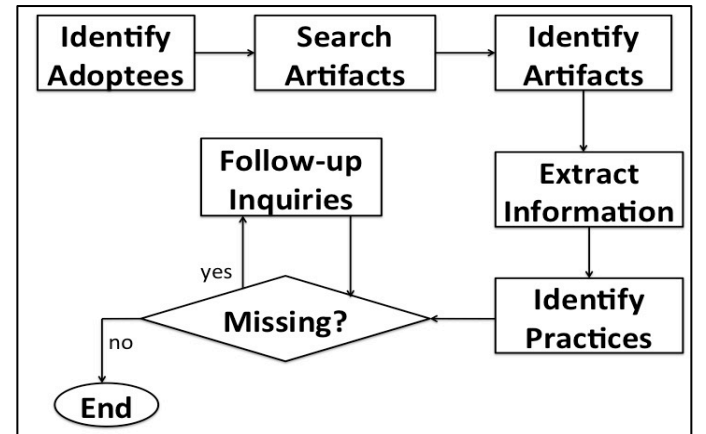 Identify
Adoptees
Search
Artifacts
Identify
Artifacts
Extract
Information
Identify
Practices
Missing?
yes
Follow-up
Inquiries
no
End